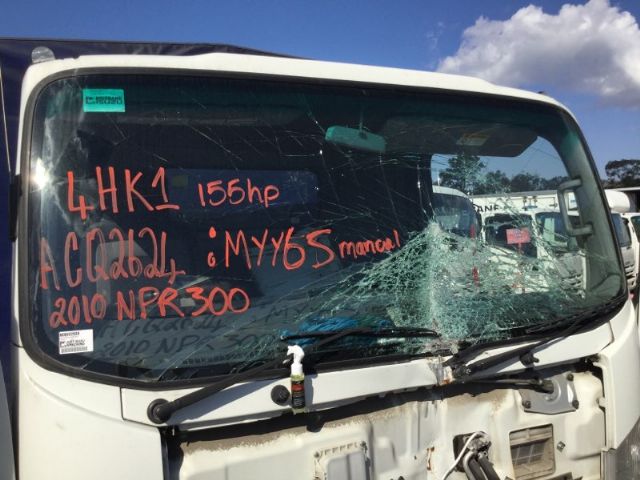 4HK1 155hp
ACQ2624 : MYY65 manual
2010 NPR300